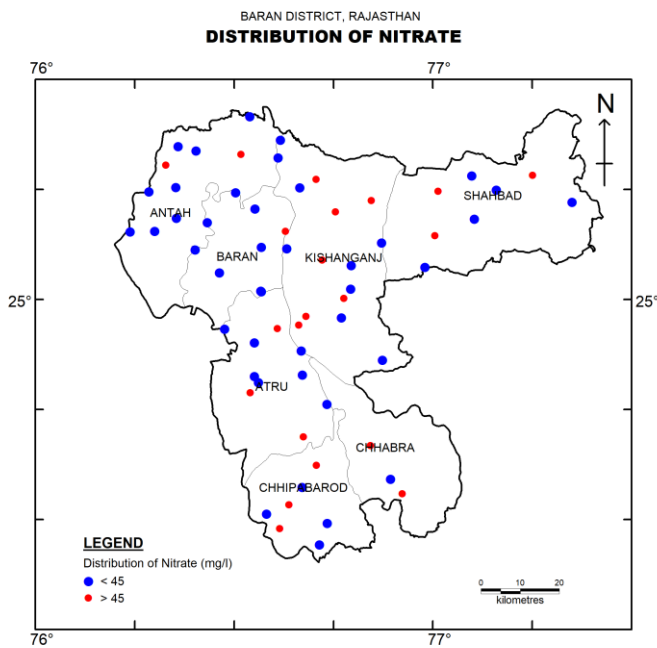 BARAN DISTRICT, RAJASTHAN
DISTRIBUTION OF NITRATE
76° 77°
N
SHAHBAD
ANTAH
BARAN KISHANGANJ
25° 25°
ATRU
CHHABRA
CHHIPABAROD
LEGEND
Distribution of Nitrate (mg/l)
< 45
> 45
0 10 20
kilometres
76° 77°